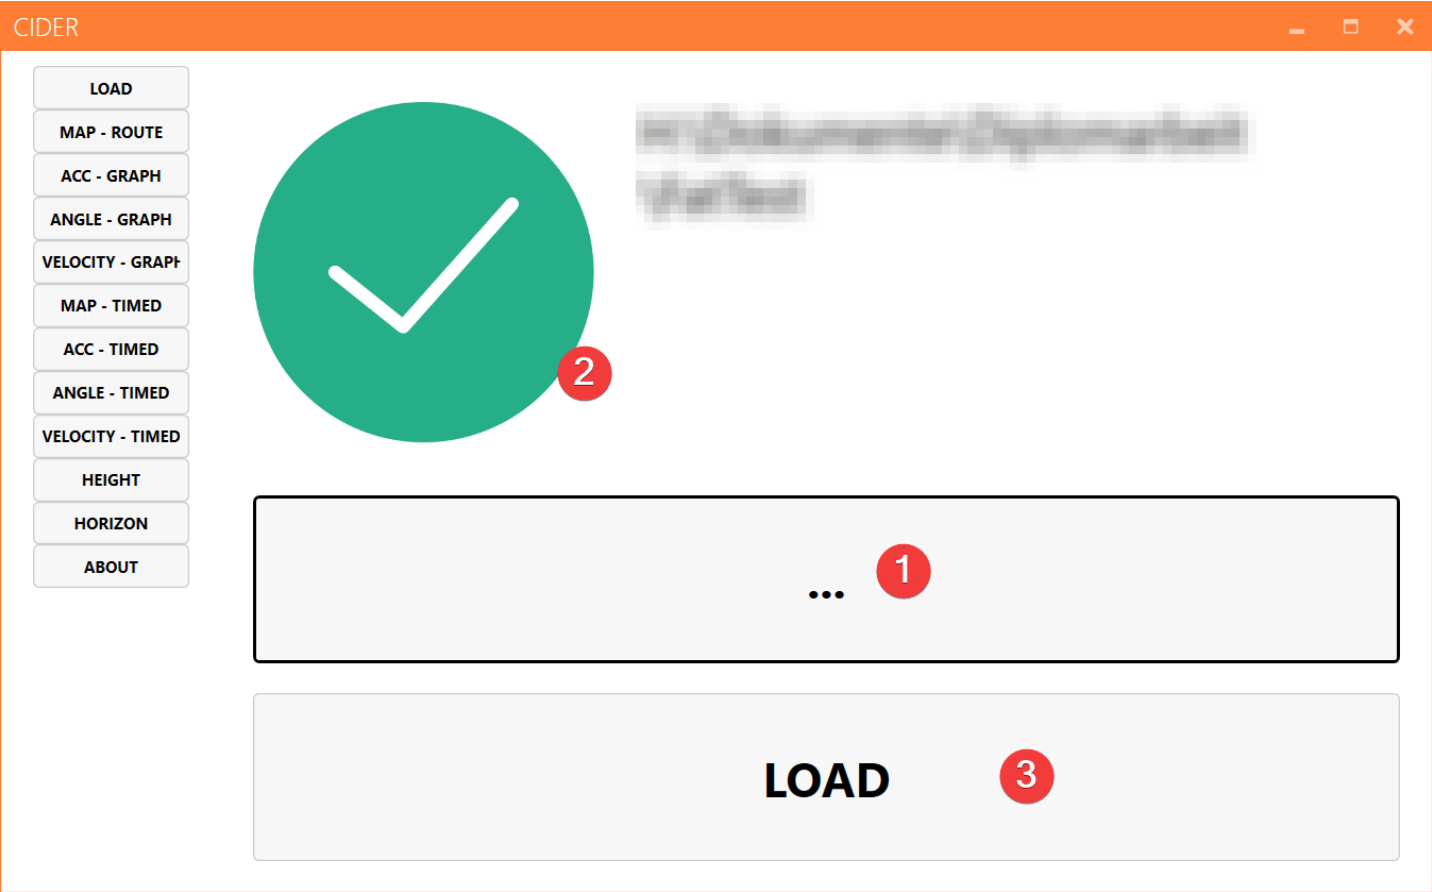 CIDER
LOAD
MAP - ROUTE
ACC - GRAPH
ANGLE - GRAPH
VELOCITY - GRAPH
MAP - TIMED
ACC - TIMED
ANGLE - TIMED
VELOCITY - TIMED
HEIGHT
HORIZON
ABOUT
2
... 1
LOAD 3